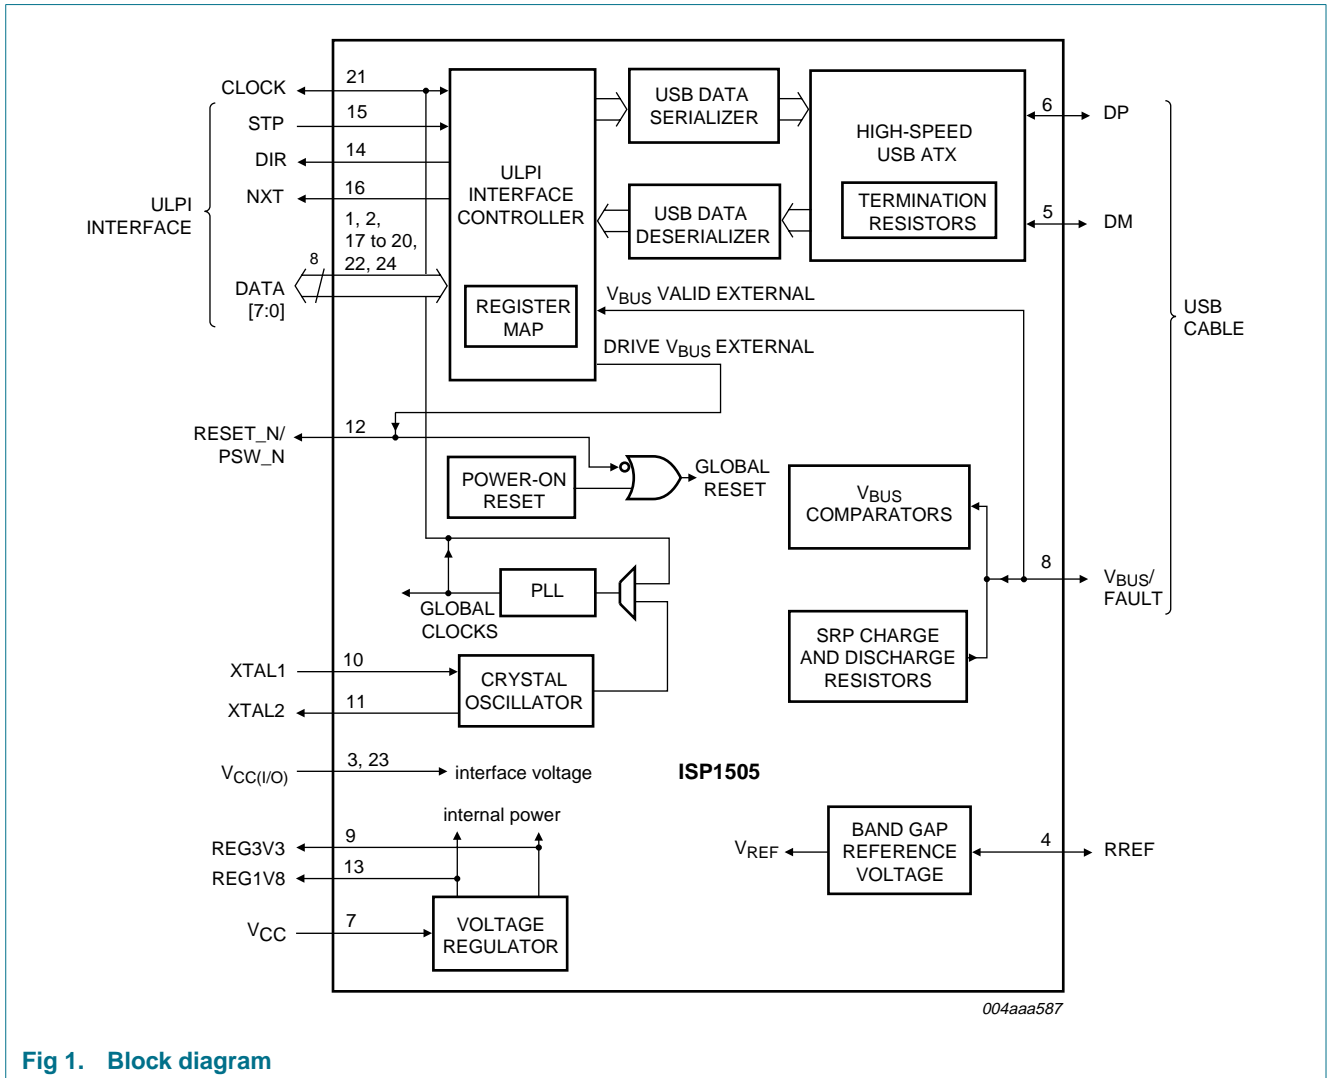 CLOCK
21
STP
15
DIR
14
NXT
16
ULPI
INTERFACE
1, 2,
17 to 20,
22, 24
8
DATA
[7:0]
ULPI
INTERFACE
CONTROLLER
REGISTER
MAP
USB DATA
SERIALIZER
USB DATA
DESERIALIZER
HIGH-SPEED
USB ATX
TERMINATION
RESISTORS
6
DP
5
DM
USB
CABLE
VBUS VALID EXTERNAL
DRIVE VBUS EXTERNAL
RESET_N/
PSW_N
12
POWER-ON
RESET
GLOBAL
RESET
VBUS
COMPARATORS
8
VBUS/
FAULT
PLL
GLOBAL
CLOCKS
SRP CHARGE
AND DISCHARGE
RESISTORS
XTAL1
10
XTAL2
11
CRYSTAL
OSCILLATOR
VCC(I/O)
3, 23
interface voltage
ISP1505
internal power
REG3V3
9
REG1V8
13
VCC
7
VOLTAGE
REGULATOR
VREF
BAND GAP
REFERENCE
VOLTAGE
4
RREF
004aaa587
Fig 1. Block diagram